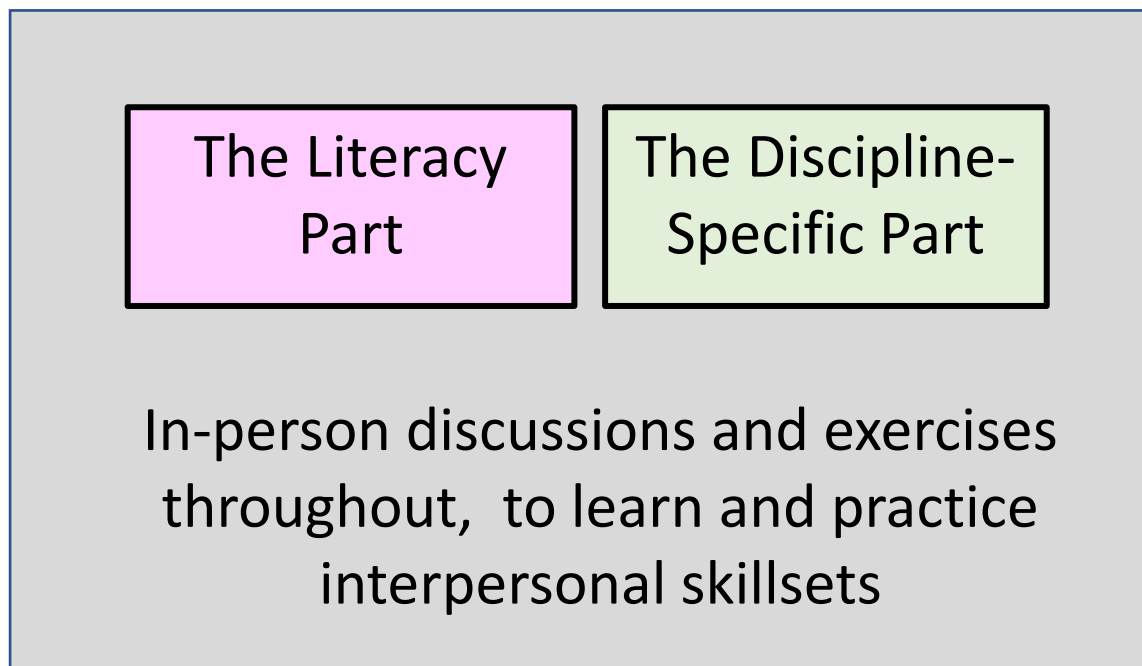 The Literacy
Part
The Discipline-
Specific Part
In-person discussions and exercises
throughout,  to learn and practice
interpersonal skillsets